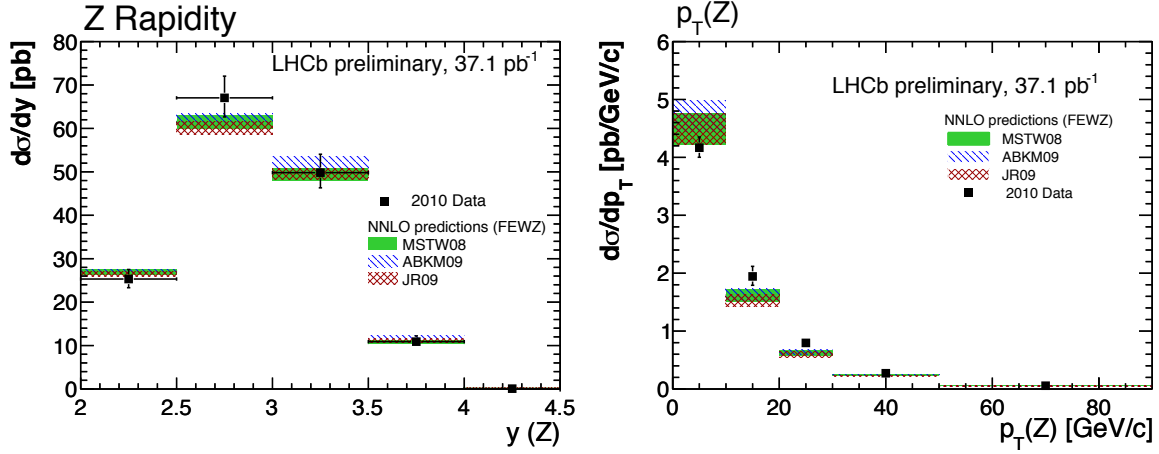 Z Rapidity
dσ/dy [pb]
80
70
60
50
40
30
20
10
0
LHCb preliminary, 37.1 pb⁻¹
2010 Data
NNLO predictions (FEWZ)
MSTW08
ABKM09
JR09
2 2.5 3 3.5 4 4.5
y (Z)
p_T(Z)
dσ/dp_T [pb/GeV/c]
6
5
4
3
2
1
0
LHCb preliminary, 37.1 pb⁻¹
NNLO predictions (FEWZ)
MSTW08
ABKM09
JR09
2010 Data
0 20 40 60 80
p_T(Z) [GeV/c]